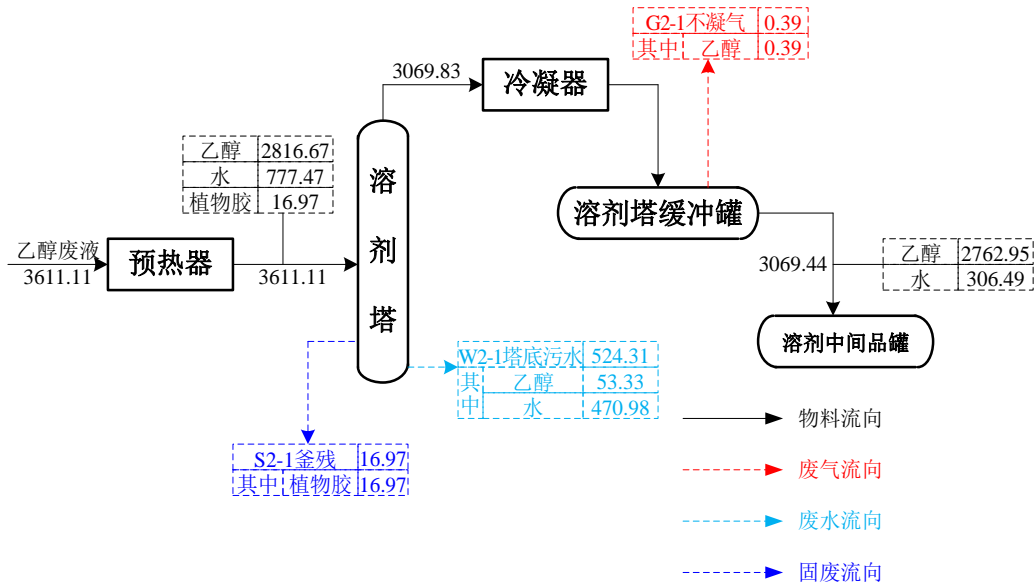 G2-1不凝气 0.39
其中 乙醇 0.39
3069.83
冷凝器
乙醇 2816.67
水 777.47
植物胶 16.97
溶剂塔
溶剂塔缓冲罐
乙醇废液
3611.11
预热器
3611.11
3069.44
乙醇 2762.95
水 306.49
溶剂中间品罐
W2-1塔底污水 524.31
其中 乙醇 53.33
水 470.98
S2-1釜残 16.97
其中 植物胶 16.97
物料流向
废气流向
废水流向
固废流向